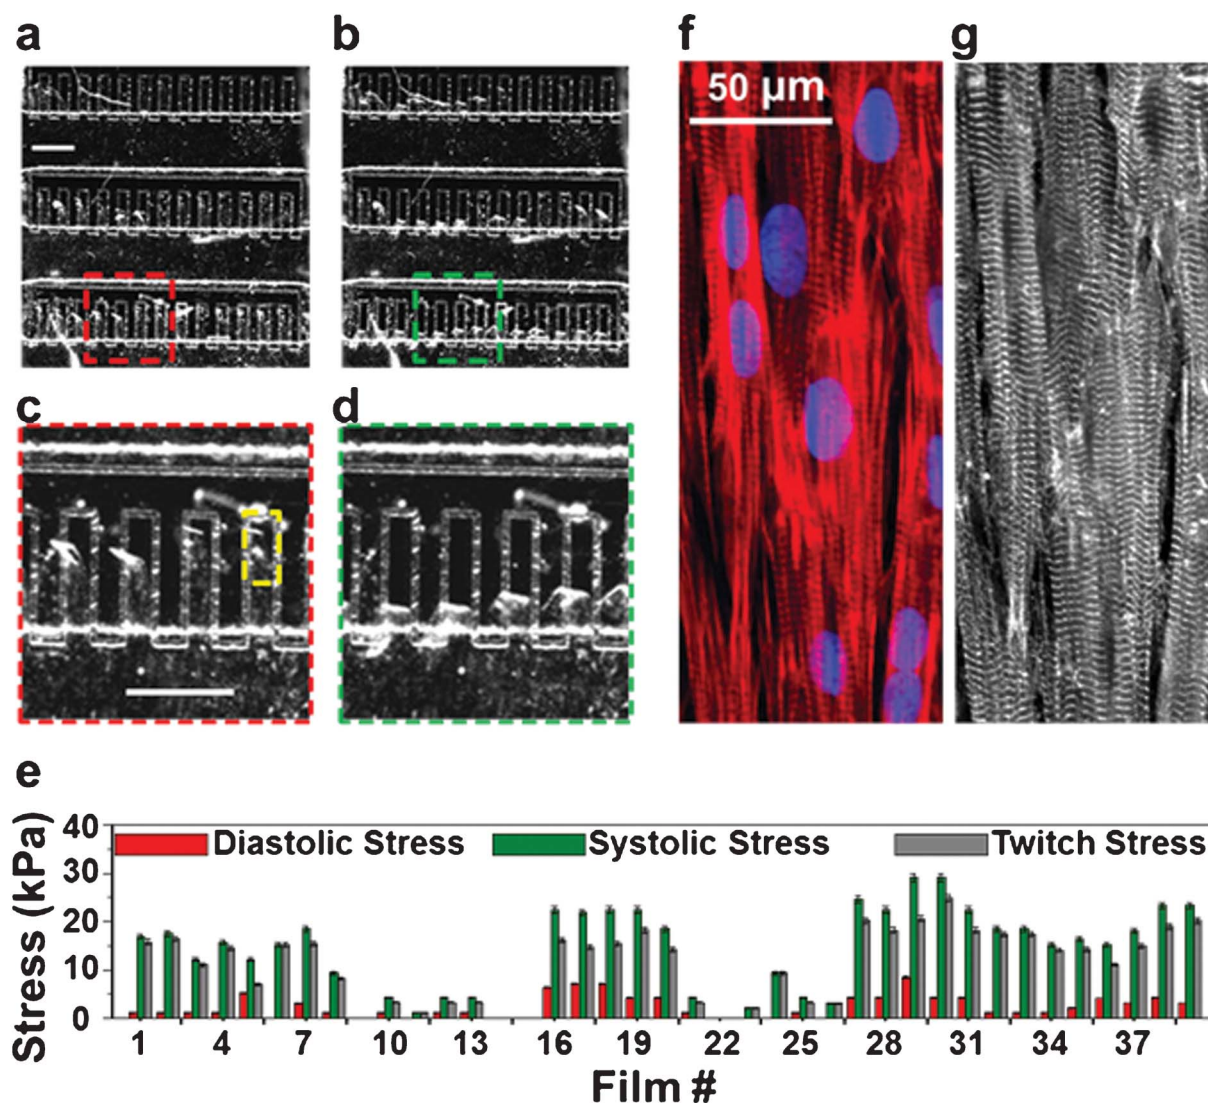 a
b
f
g
50 µm
c
d
e
Stress (kPa)
40
30
20
10
0
Diastolic Stress
Systolic Stress
Twitch Stress
1 4 7 10 13 16 19 22 25 28 31 34 37
Film #